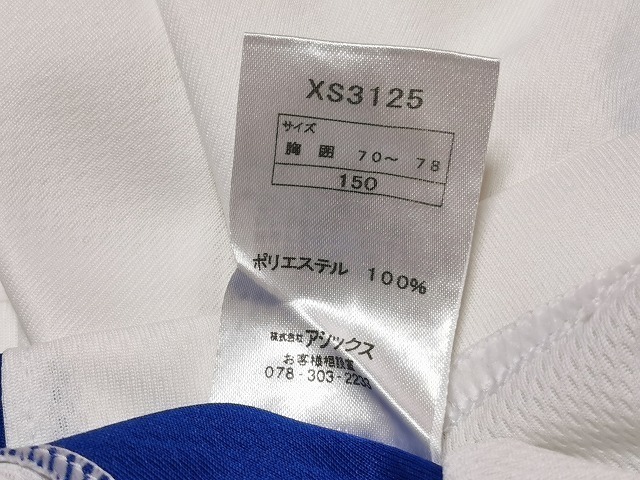 XS3125
サイズ
胸囲 70～ 78
150
ポリエステル 100%
株式会社 アシックス
お客様相談室
078-303-2233